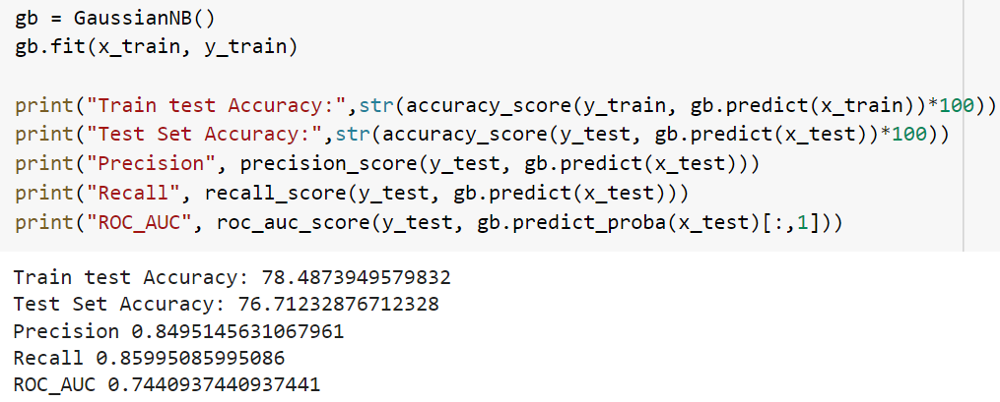 gb = GaussianNB()
gb.fit(x_train, y_train)
print("Train test Accuracy:",str(accuracy_score(y_train, gb.predict(x_train))*100))
print("Test Set Accuracy:",str(accuracy_score(y_test, gb.predict(x_test))*100))
print("Precision", precision_score(y_test, gb.predict(x_test)))
print("Recall", recall_score(y_test, gb.predict(x_test)))
print("ROC_AUC", roc_auc_score(y_test, gb.predict_proba(x_test)[:,1]))
Train test Accuracy: 78.4873949579832
Test Set Accuracy: 76.71232876712328
Precision 0.8495145631067961
Recall 0.85995085995086
ROC_AUC 0.7440937440937441